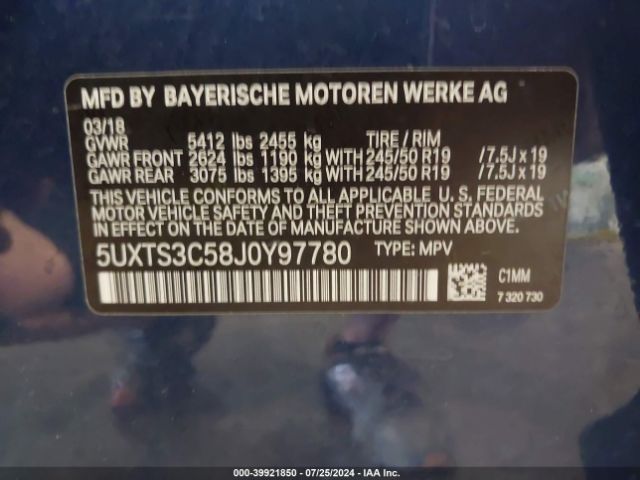 MFD BY BAYERISCHE MOTOREN WERKE AG
03/18
GVWR 5412 lbs 2455 kg TIRE / RIM
GAWR FRONT 2624 lbs 1190 kg WITH 245/50 R19 /7.5J x 19
GAWR REAR 3075 lbs 1395 kg WITH 245/50 R19 /7.5J x 19
THIS VEHICLE CONFORMS TO ALL APPLICABLE U. S. FEDERAL
MOTOR VEHICLE SAFETY, BUMPER, AND THEFT PREVENTION
STANDARDS IN EFFECT ON THE DATE OF MANUFACTURE SHOWN ABOVE.
5UXTS3C58J0Y97780 TYPE: MPV
C1MM
7 320 730
000-39921850 / 07/25/2024 - IAA Inc.